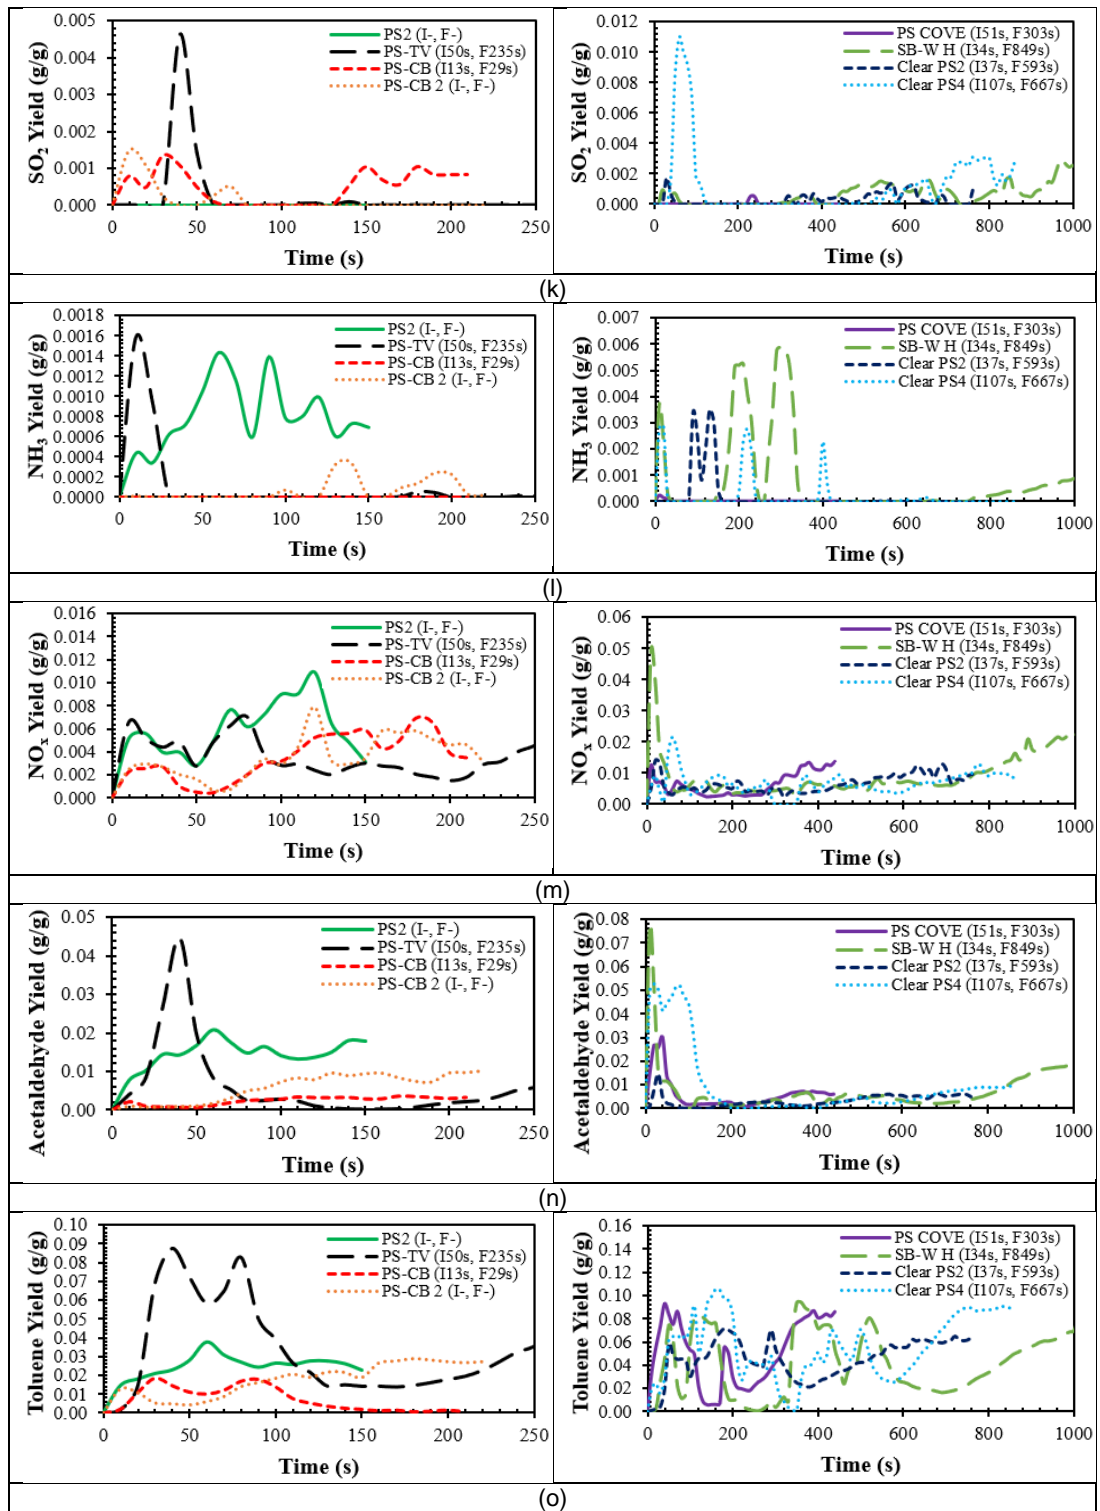 0.005
0.004
0.003
0.002
0.001
0.000
SO2 Yield (g/g)
PS2 (I-, F-)
PS-TV (I50s, F235s)
PS-CB (I13s, F29s)
PS-CB 2 (I-, F-)
0 50 100 150 200 250
Time (s)
0.012
0.010
0.008
0.006
0.004
0.002
0.000
SO2 Yield (g/g)
PS COVE (I51s, F303s)
SB-W H (I34s, F849s)
Clear PS2 (I37s, F593s)
Clear PS4 (I107s, F667s)
0 200 400 600 800 1000
Time (s)
(k)
0.0018
0.0016
0.0014
0.0012
0.0010
0.0008
0.0006
0.0004
0.0002
0.0000
NH3 Yield (g/g)
PS2 (I-, F-)
PS-TV (I50s, F235s)
PS-CB (I13s, F29s)
PS-CB 2 (I-, F-)
0 50 100 150 200 250
Time (s)
0.007
0.006
0.005
0.004
0.003
0.002
0.001
0.000
NH3 Yield (g/g)
PS COVE (I51s, F303s)
SB-W H (I34s, F849s)
Clear PS2 (I37s, F593s)
Clear PS4 (I107s, F667s)
0 200 400 600 800 1000
Time (s)
(l)
0.016
0.014
0.012
0.010
0.008
0.006
0.004
0.002
0.000
NOx Yield (g/g)
PS2 (I-, F-)
PS-TV (I50s, F235s)
PS-CB (I13s, F29s)
PS-CB 2 (I-, F-)
0 50 100 150 200 250
Time (s)
0.06
0.05
0.04
0.03
0.02
0.01
0.00
NOx Yield (g/g)
PS COVE (I51s, F303s)
SB-W H (I34s, F849s)
Clear PS2 (I37s, F593s)
Clear PS4 (I107s, F667s)
0 200 400 600 800 1000
Time (s)
(m)
0.05
0.04
0.03
0.02
0.01
0.00
Acetaldehyde Yield (g/g)
PS2 (I-, F-)
PS-TV (I50s, F235s)
PS-CB (I13s, F29s)
PS-CB 2 (I-, F-)
0 50 100 150 200 250
Time (s)
0.08
0.07
0.06
0.05
0.04
0.03
0.02
0.01
0.00
Acetaldehyde Yield (g/g)
PS COVE (I51s, F303s)
SB-W H (I34s, F849s)
Clear PS2 (I37s, F593s)
Clear PS4 (I107s, F667s)
0 200 400 600 800 1000
Time (s)
(n)
0.10
0.09
0.08
0.07
0.06
0.05
0.04
0.03
0.02
0.01
0.00
Toluene Yield (g/g)
PS2 (I-, F-)
PS-TV (I50s, F235s)
PS-CB (I13s, F29s)
PS-CB 2 (I-, F-)
0 50 100 150 200 250
Time (s)
0.16
0.14
0.12
0.10
0.08
0.06
0.04
0.02
0.00
Toluene Yield (g/g)
PS COVE (I51s, F303s)
SB-W H (I34s, F849s)
Clear PS2 (I37s, F593s)
Clear PS4 (I107s, F667s)
0 200 400 600 800 1000
Time (s)
(o)